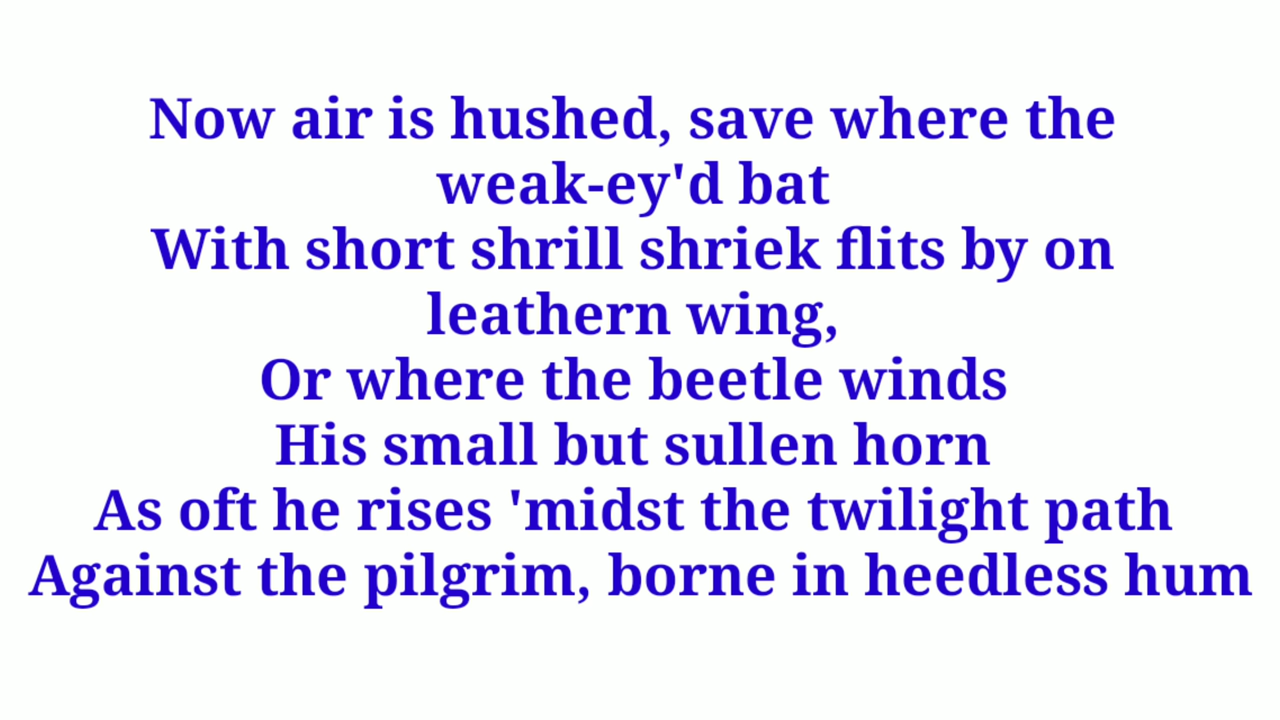 Now air is hushed, save where the
weak-ey'd bat
With short shrill shriek flits by on
leathern wing,
Or where the beetle winds
His small but sullen horn
As oft he rises 'midst the twilight path
Against the pilgrim, borne in heedless hum